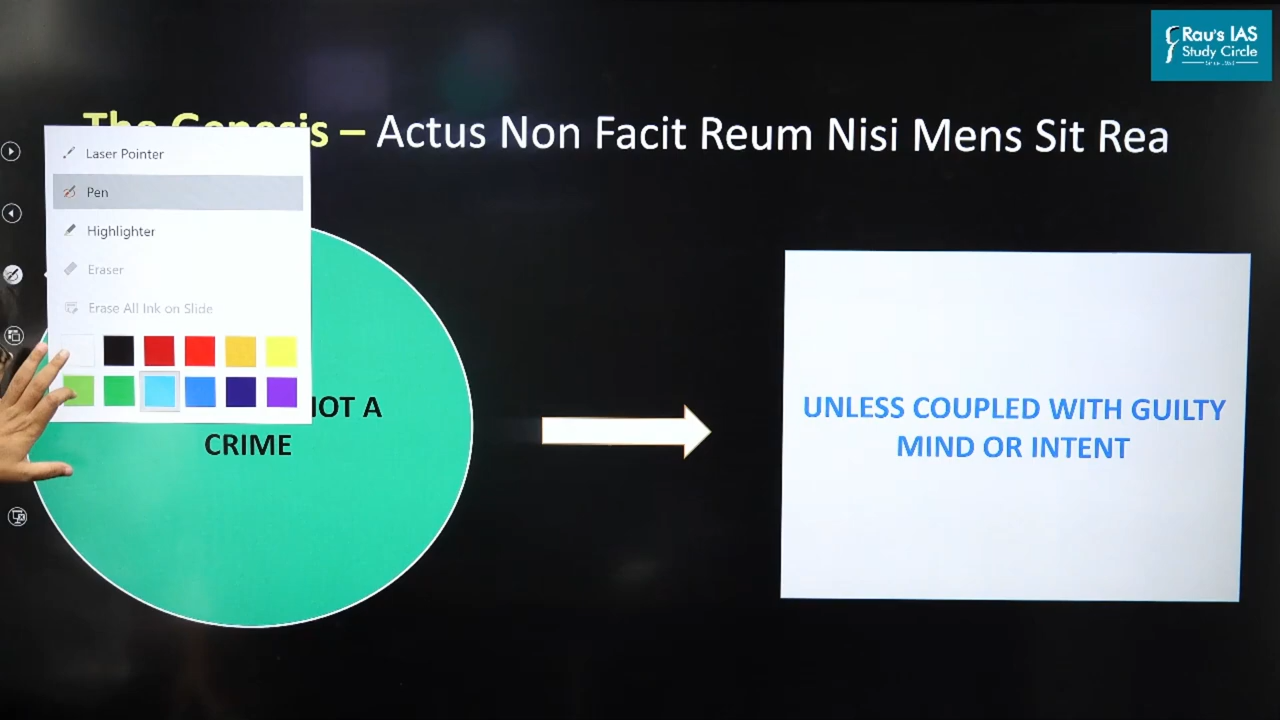 Rau's IAS
Study Circle
The Genesis – Actus Non Facit Reum Nisi Mens Sit Rea
Laser Pointer
Pen
Highlighter
Eraser
Erase All Ink on Slide
NOT A
CRIME
UNLESS COUPLED WITH GUILTY
MIND OR INTENT